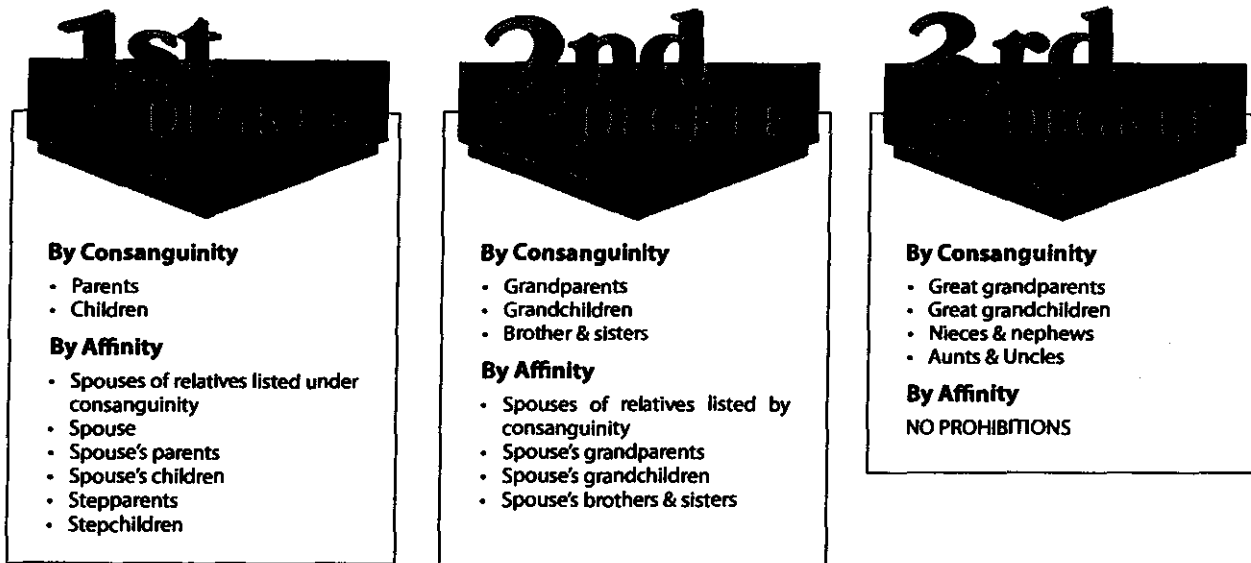 1st
DEGREE
By Consanguinity
• Parents
• Children
By Affinity
• Spouses of relatives listed under
consanguinity
• Spouse
• Spouse's parents
• Spouse's children
• Stepparents
• Stepchildren
2nd
DEGREE
By Consanguinity
• Grandparents
• Grandchildren
• Brother & sisters
By Affinity
• Spouses of relatives listed by
consanguinity
• Spouse's grandparents
• Spouse's grandchildren
• Spouse's brothers & sisters
3rd
DEGREE
By Consanguinity
• Great grandparents
• Great grandchildren
• Nieces & nephews
• Aunts & Uncles
By Affinity
NO PROHIBITIONS